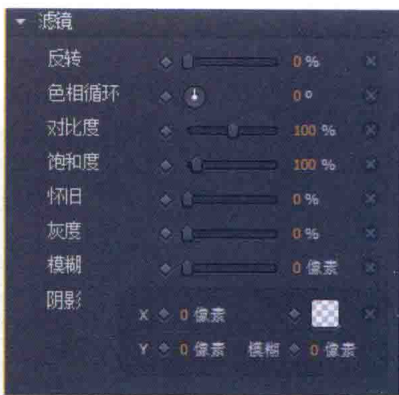 滤镜
反转 0 %
色相循环 0 °
对比度 100 %
饱和度 100 %
怀旧 0 %
灰度 0 %
模糊 0 像素
阴影
X 0 像素
Y 0 像素 模糊 0 像素